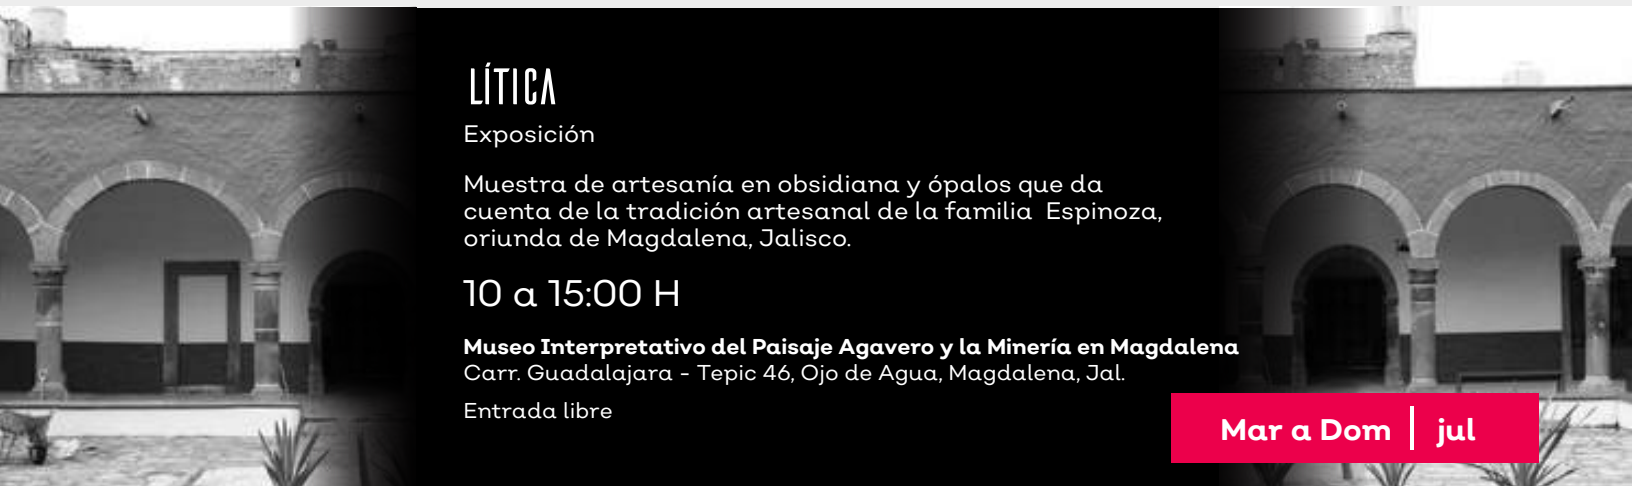 LÍTICA
Exposición
Muestra de artesanía en obsidiana y ópalos que da
cuenta de la tradición artesanal de la familia Espinoza,
oriunda de Magdalena, Jalisco.
10 a 15:00 H
Museo Interpretativo del Paisaje Agavero y la Minería en Magdalena
Carr. Guadalajara - Tepic 46, Ojo de Agua, Magdalena, Jal.
Entrada libre
Mar a Dom | jul